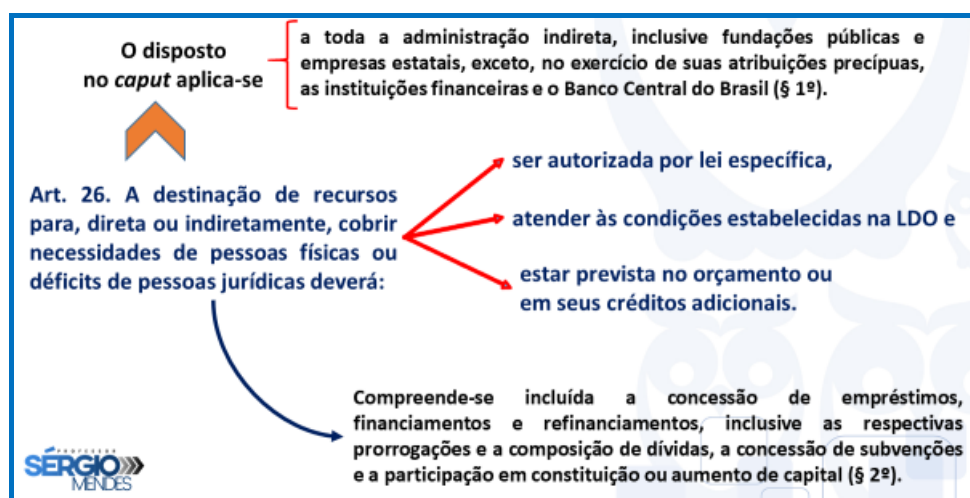 O disposto
no caput aplica-se
a toda a administração indireta, inclusive fundações públicas e
empresas estatais, exceto, no exercício de suas atribuições precípuas,
as instituições financeiras e o Banco Central do Brasil (§ 1º).
Art. 26. A destinação de recursos
para, direta ou indiretamente, cobrir
necessidades de pessoas físicas ou
déficits de pessoas jurídicas deverá:
ser autorizada por lei específica,
atender às condições estabelecidas na LDO e
estar prevista no orçamento ou
em seus créditos adicionais.
Compreende-se incluída a concessão de empréstimos,
financiamentos e refinanciamentos, inclusive as respectivas
prorrogações e a composição de dívidas, a concessão de subvenções
e a participação em constituição ou aumento de capital (§ 2º).
PROFESSOR
SÉRGIO
MENDES